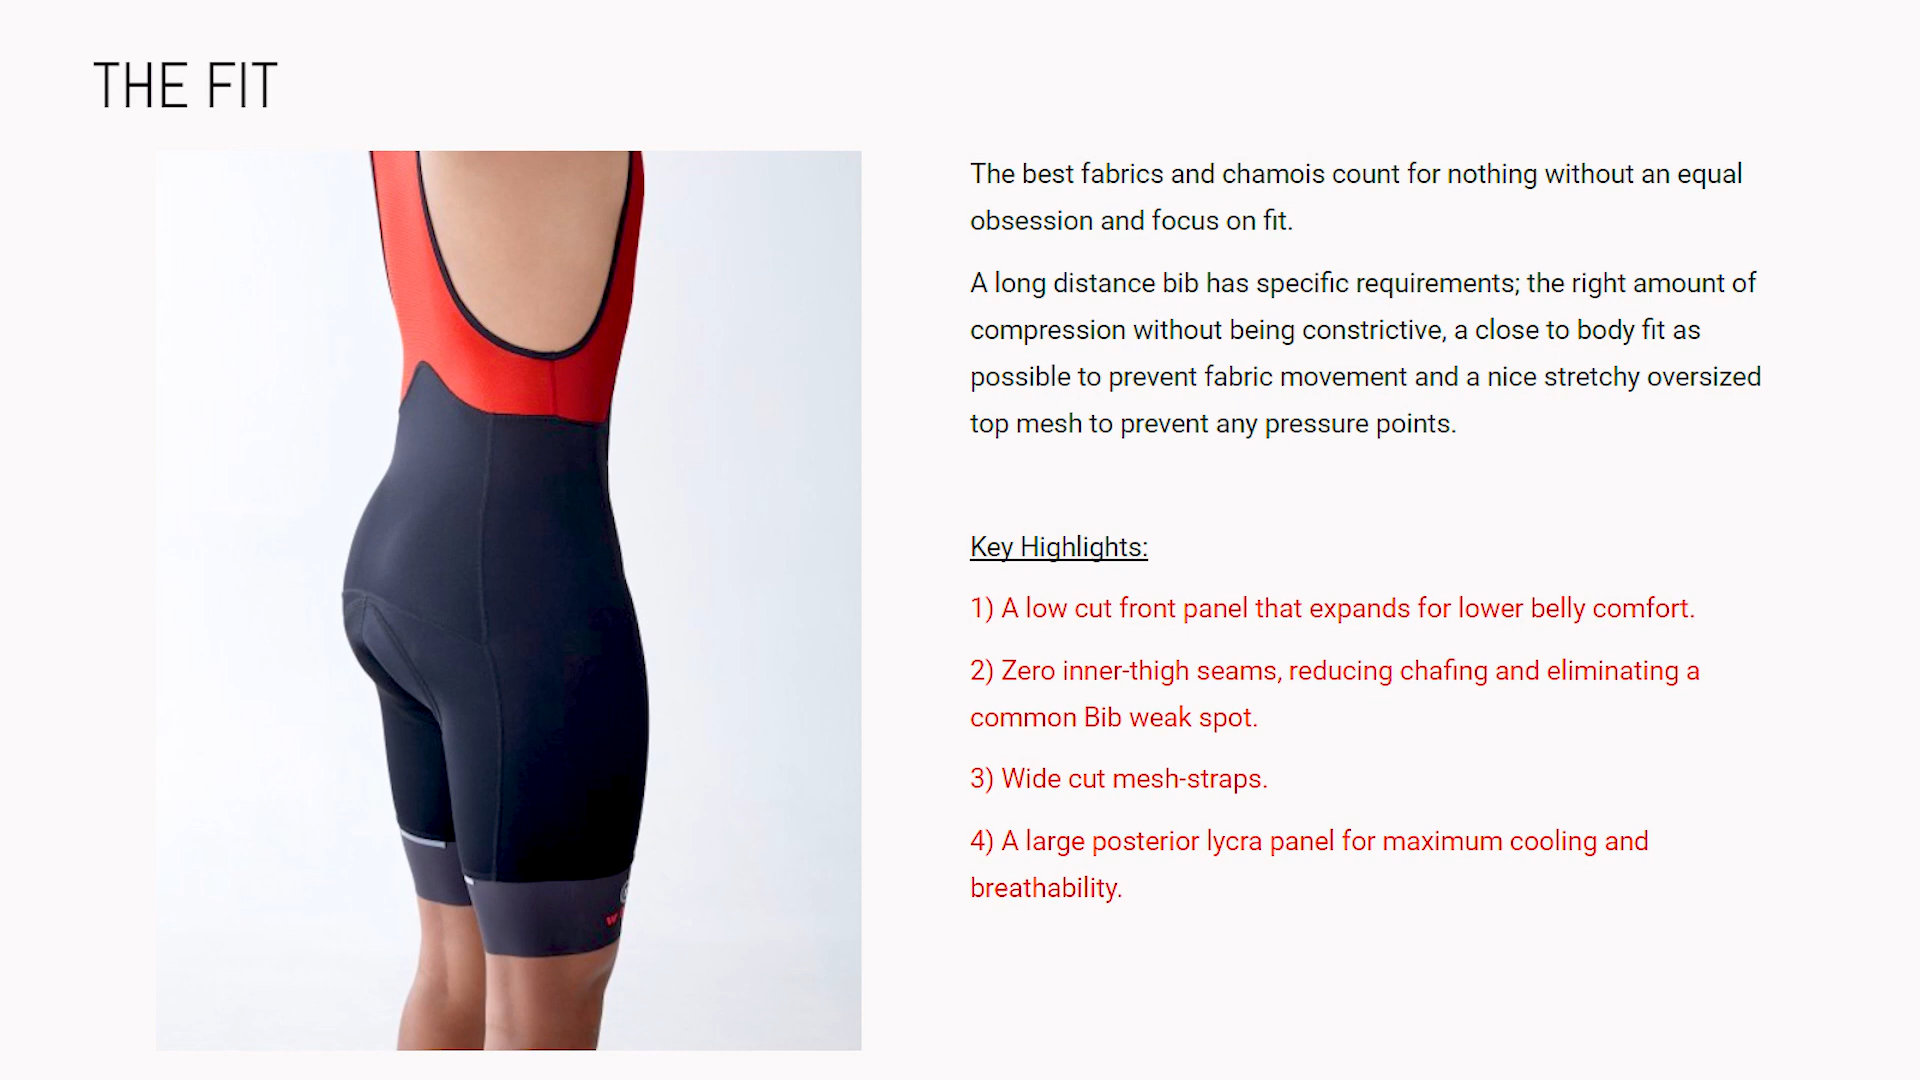 THE FIT
The best fabrics and chamois count for nothing without an equal
obsession and focus on fit.
A long distance bib has specific requirements; the right amount of
compression without being constrictive, a close to body fit as
possible to prevent fabric movement and a nice stretchy oversized
top mesh to prevent any pressure points.
Key Highlights:
1) A low cut front panel that expands for lower belly comfort.
2) Zero inner-thigh seams, reducing chafing and eliminating a
common Bib weak spot.
3) Wide cut mesh-straps.
4) A large posterior lycra panel for maximum cooling and
breathability.